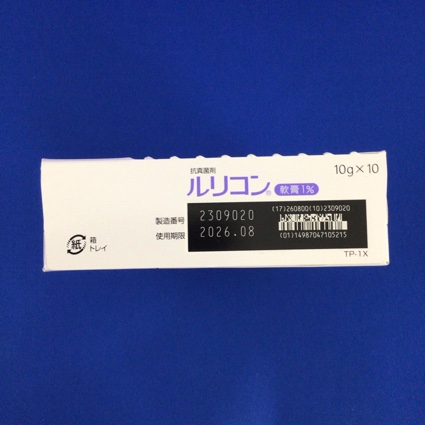 抗真菌剤
ルリコン® 軟膏1% 10g×10
(17)260800(10)2309020
製造番号 2309020
使用期限 2026.08
(01)14987047105215
紙 箱
トレイ
TP-1X